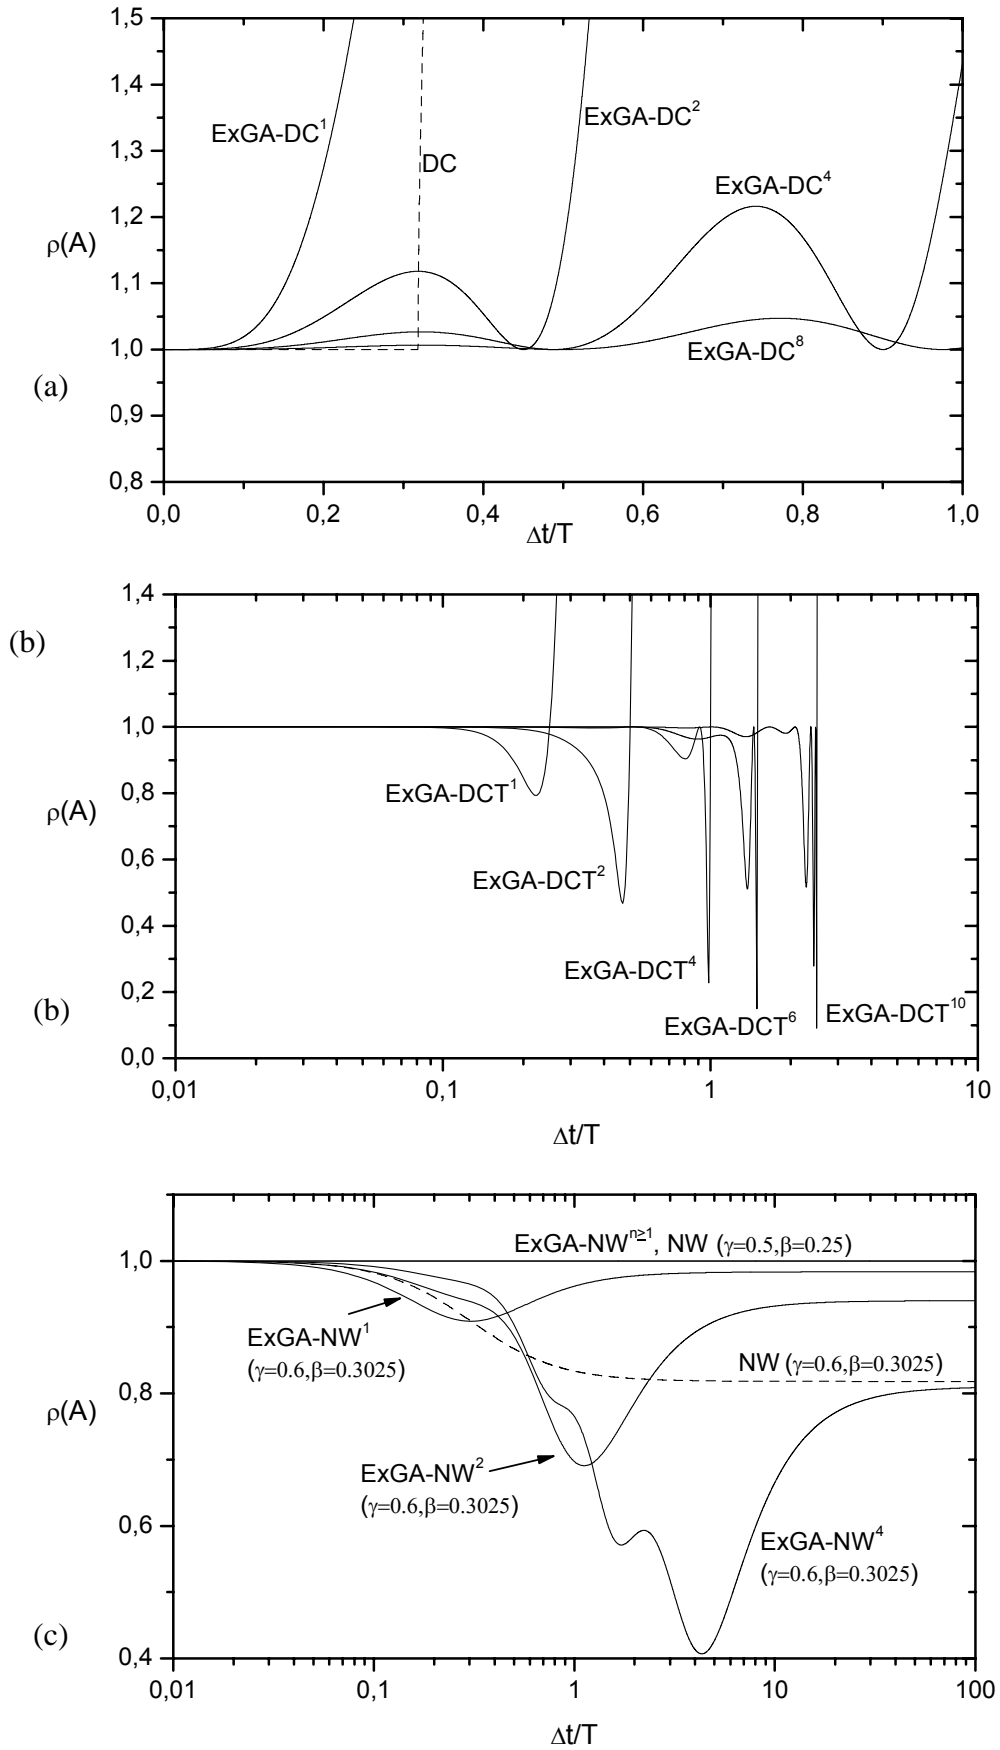 1,5
1,4
1,3
1,2
1,1
1,0
0,9
0,8
ρ(A)
(a)
ExGA-DC¹
DC
ExGA-DC²
ExGA-DC⁴
ExGA-DC⁸
0,0 0,2 0,4 0,6 0,8 1,0
Δt/T
(b)
1,4
1,2
1,0
0,8
0,6
0,4
0,2
0,0
ρ(A)
(b)
ExGA-DCT¹
ExGA-DCT²
ExGA-DCT⁴
ExGA-DCT⁶
ExGA-DCT¹⁰
0,01 0,1 1 10
Δt/T
1,0
0,8
0,6
0,4
ρ(A)
(c)
ExGA-NWⁿ≥¹, NW (γ=0.5,β=0.25)
ExGA-NW¹
(γ=0.6,β=0.3025)
NW (γ=0.6,β=0.3025)
ExGA-NW²
(γ=0.6,β=0.3025)
ExGA-NW⁴
(γ=0.6,β=0.3025)
0,01 0,1 1 10 100
Δt/T